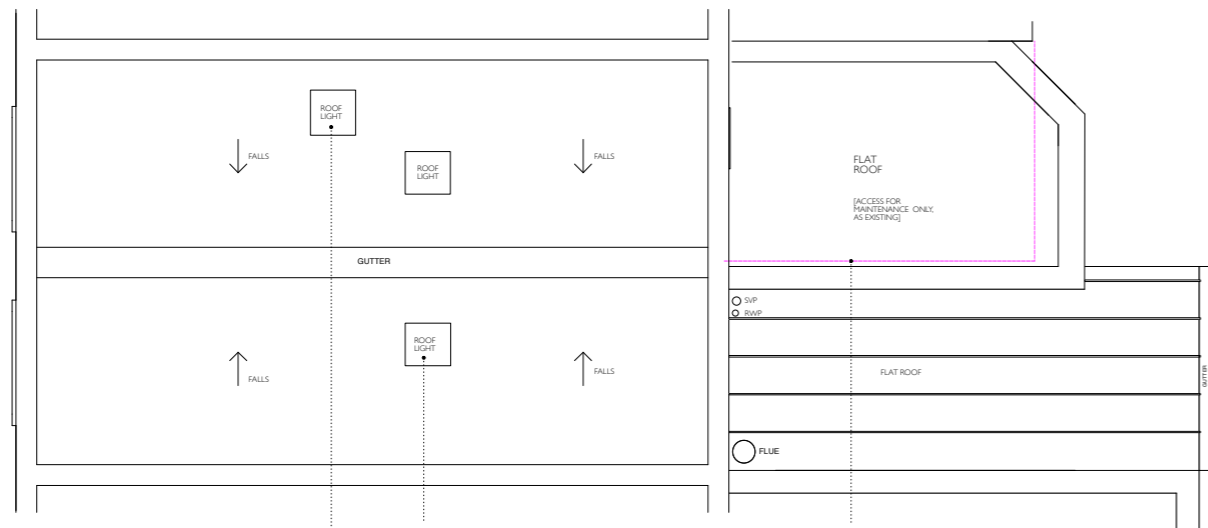 ROOF
LIGHT
FALLS
FALLS
ROOF
LIGHT
GUTTER
ROOF
LIGHT
FALLS
FALLS
FLAT
ROOF
[ACCESS FOR
MAINTENANCE ONLY,
AS EXISTING]
SVP
RWP
FLAT ROOF
GUTTER
FLUE